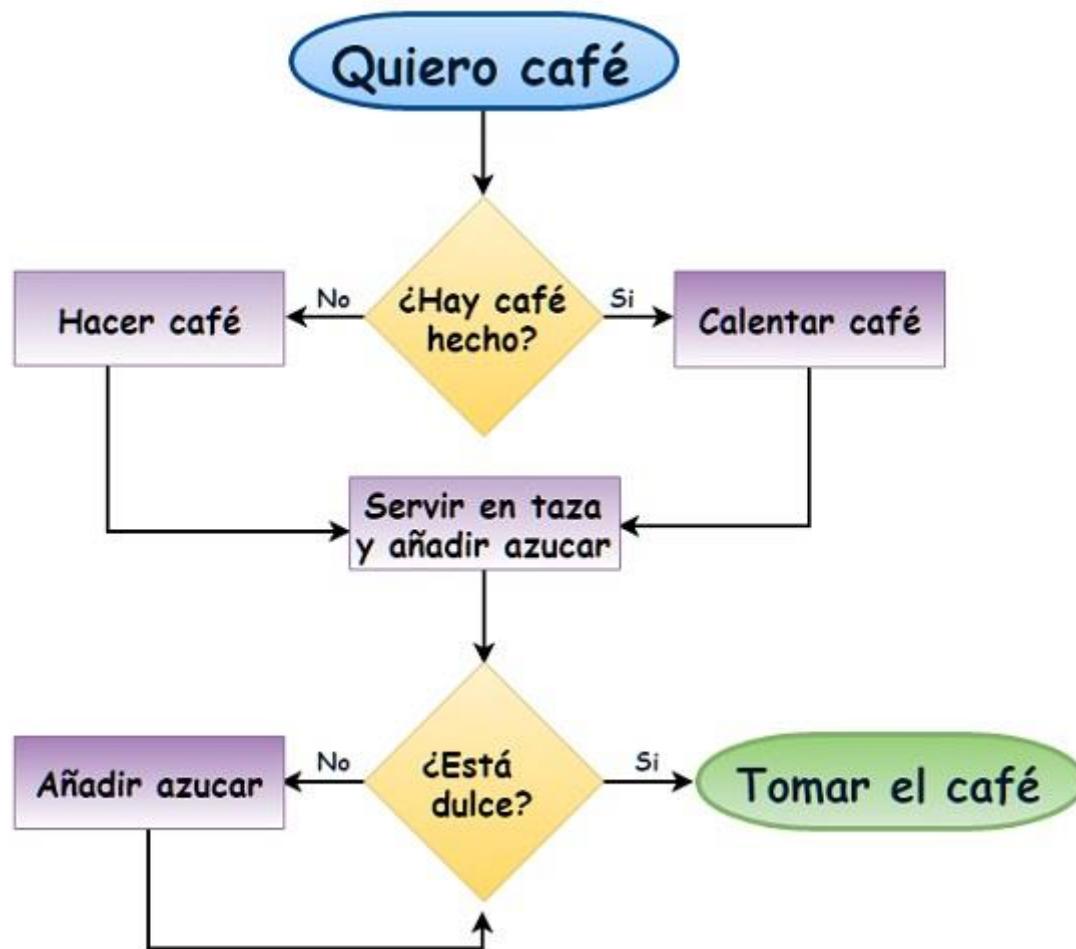 Quiero café
¿Hay café
hecho?
No
Si
Hacer café
Calentar café
Servir en taza
y añadir azucar
¿Está
dulce?
No
Si
Añadir azucar
Tomar el café